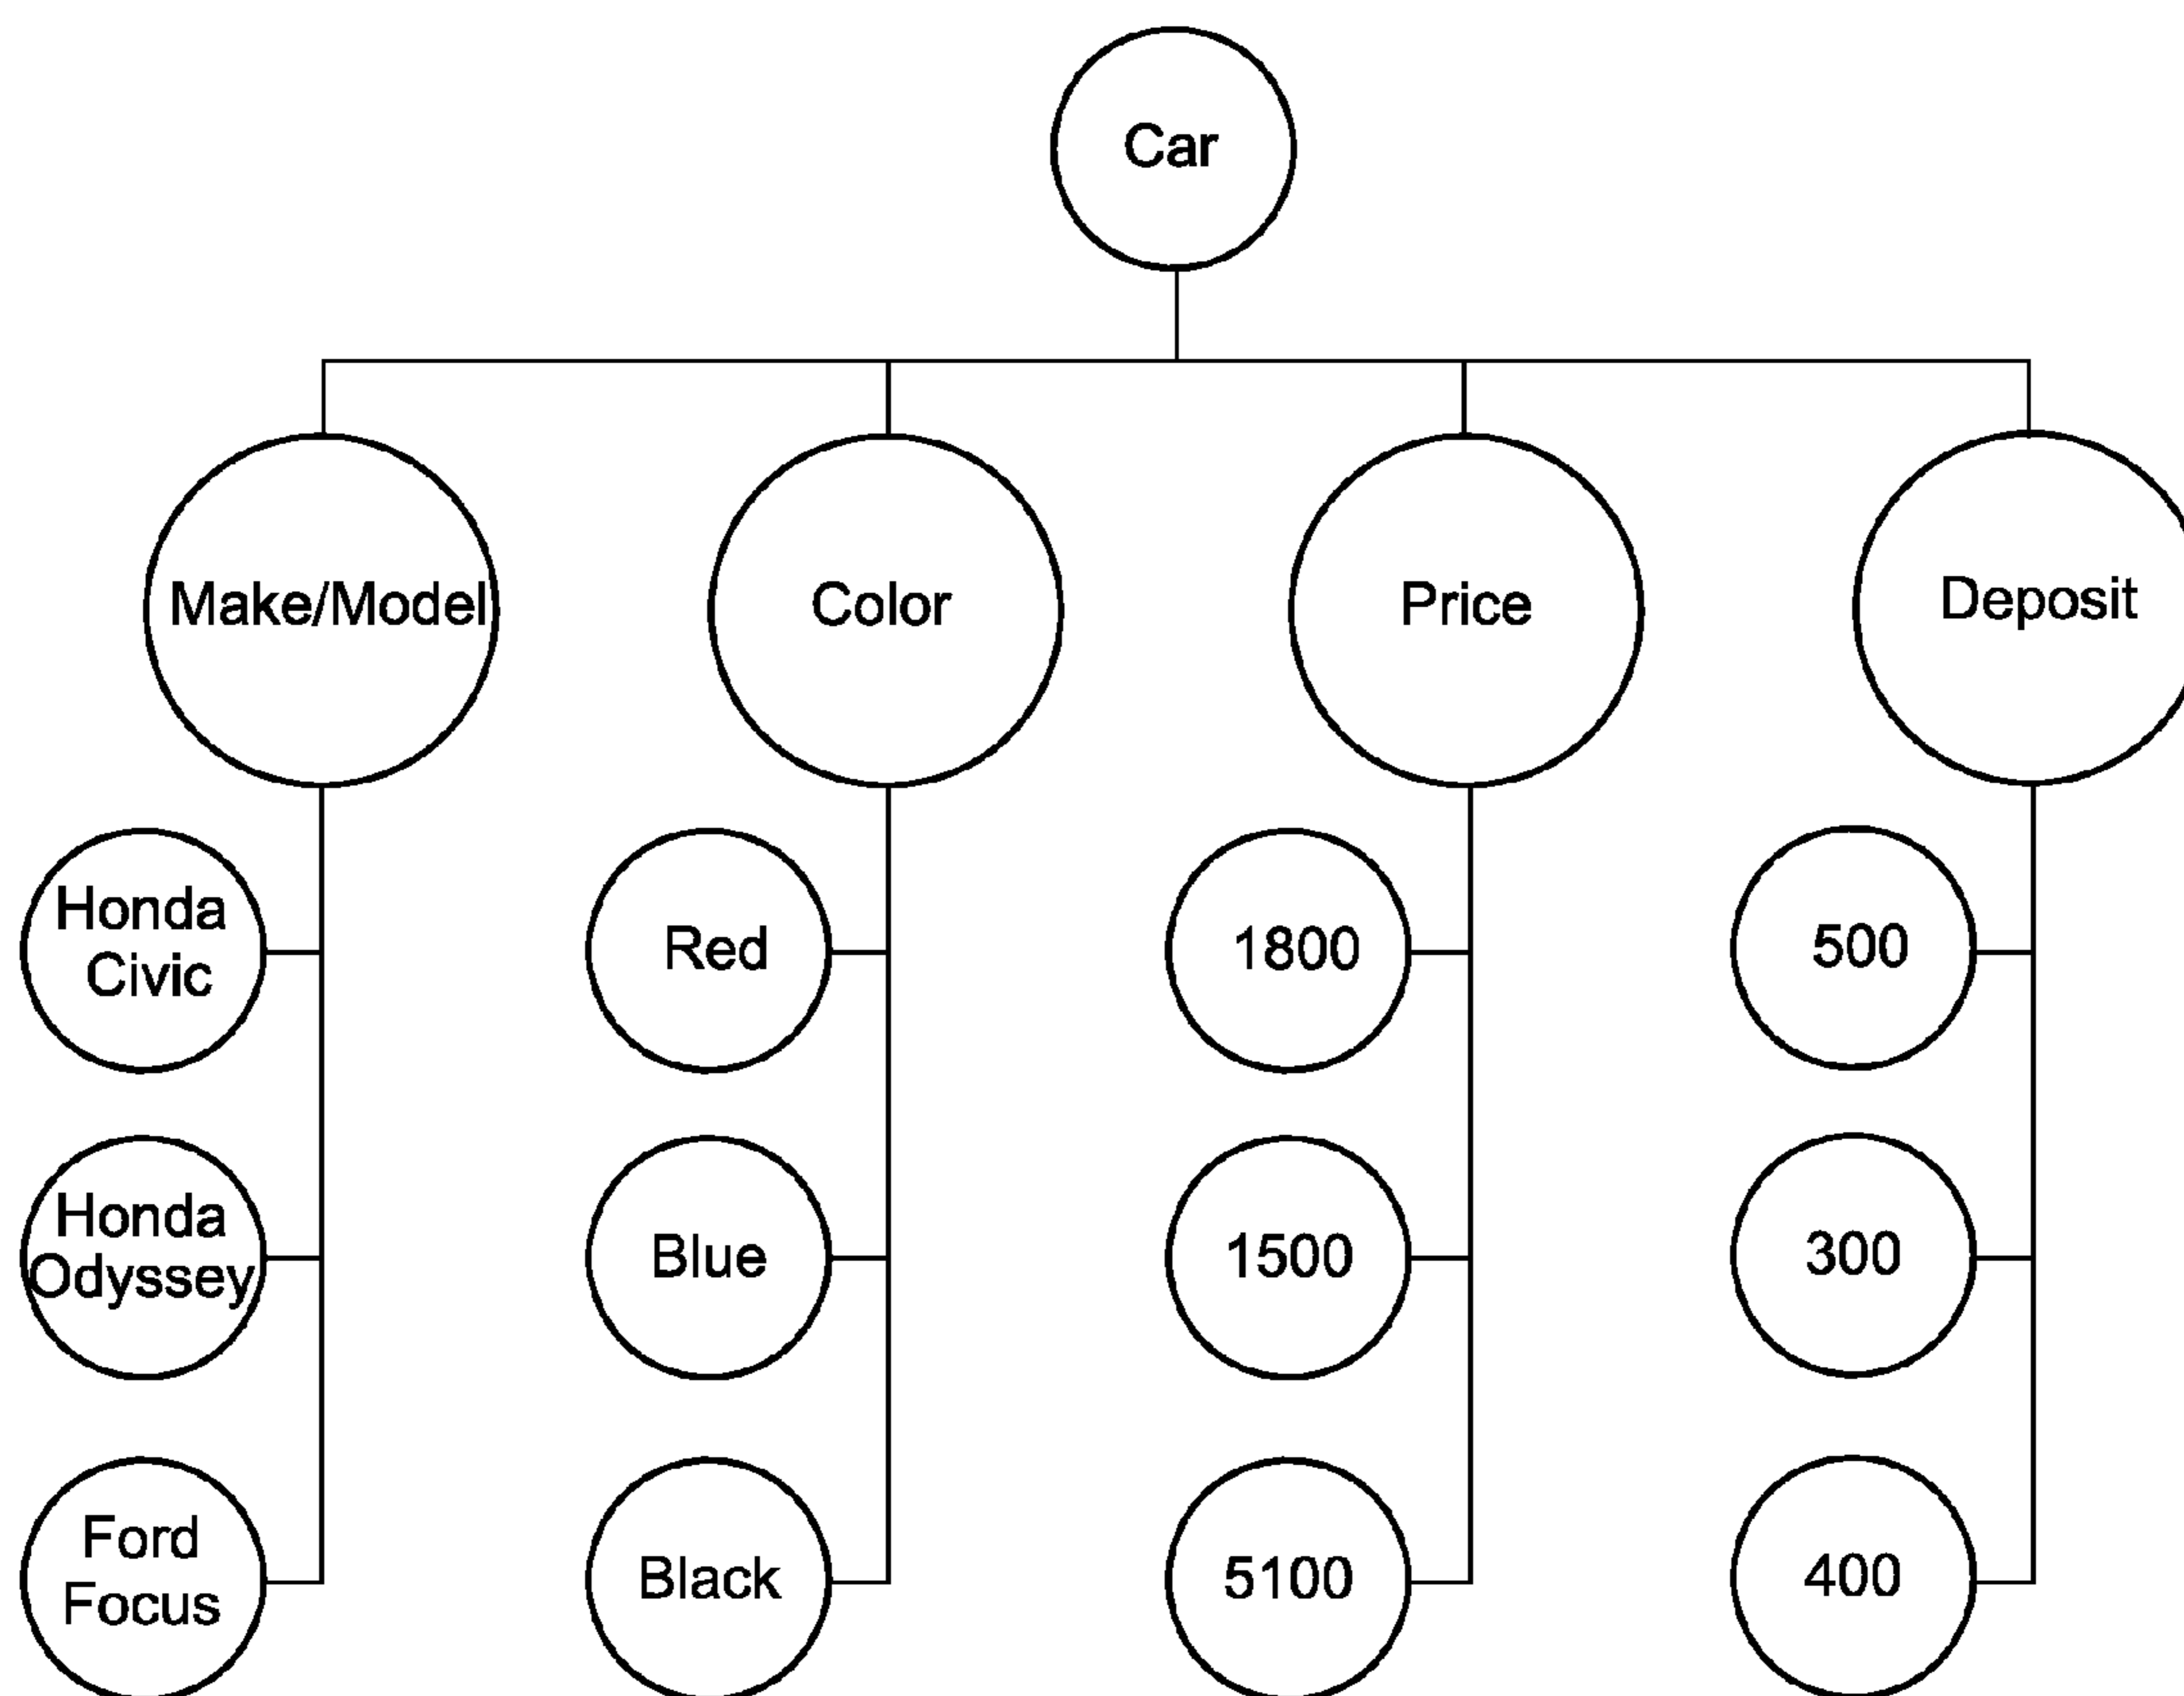 Car
Make/Model
Color
Price
Deposit
Honda
Civic
Red
1800
500
Honda
Odyssey
Blue
1500
300
Ford
Focus
Black
5100
400